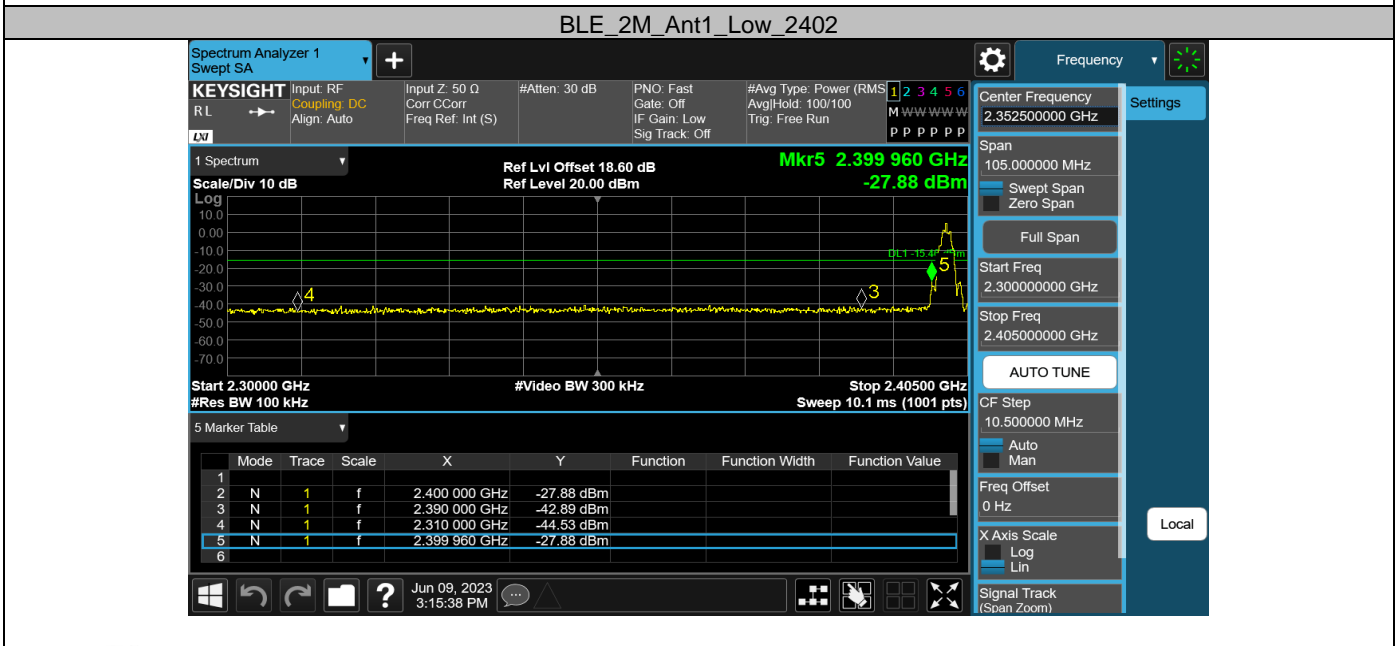 BLE_2M_Ant1_Low_2402
Spectrum Analyzer 1
Swept SA
Frequency
KEYSIGHT
RL
LXI
Input: RF
Coupling: DC
Align: Auto
Input Z: 50 Ω
Corr CCorr
Freq Ref: Int (S)
#Atten: 30 dB
PNO: Fast
Gate: Off
IF Gain: Low
Sig Track: Off
#Avg Type: Power (RMS
Avg|Hold: 100/100
Trig: Free Run
1 2 3 4 5 6
M W W W W W
P P P P P P
1 Spectrum
Scale/Div 10 dB
Ref Lvl Offset 18.60 dB
Ref Level 20.00 dBm
Mkr5 2.399 960 GHz
-27.88 dBm
Log
10.0
0.00
-10.0
-20.0
-30.0
-40.0
-50.0
-60.0
-70.0
4
3
5
Start 2.30000 GHz
#Res BW 100 kHz
#Video BW 300 kHz
Stop 2.40500 GHz
Sweep 10.1 ms (1001 pts)
5 Marker Table
Mode Trace Scale X Y Function Function Width Function Value
1
2 N 1 f 2.400 000 GHz -27.88 dBm
3 N 1 f 2.390 000 GHz -42.89 dBm
4 N 1 f 2.310 000 GHz -44.53 dBm
5 N 1 f 2.399 960 GHz -27.88 dBm
6
?
Jun 09, 2023
3:15:38 PM
Center Frequency
2.352500000 GHz
Span
105.000000 MHz
Swept Span
Zero Span
Full Span
Start Freq
2.300000000 GHz
Stop Freq
2.405000000 GHz
AUTO TUNE
CF Step
10.500000 MHz
Auto
Man
Freq Offset
0 Hz
X Axis Scale
Log
Lin
Signal Track
(Span Zoom)
Settings
Local